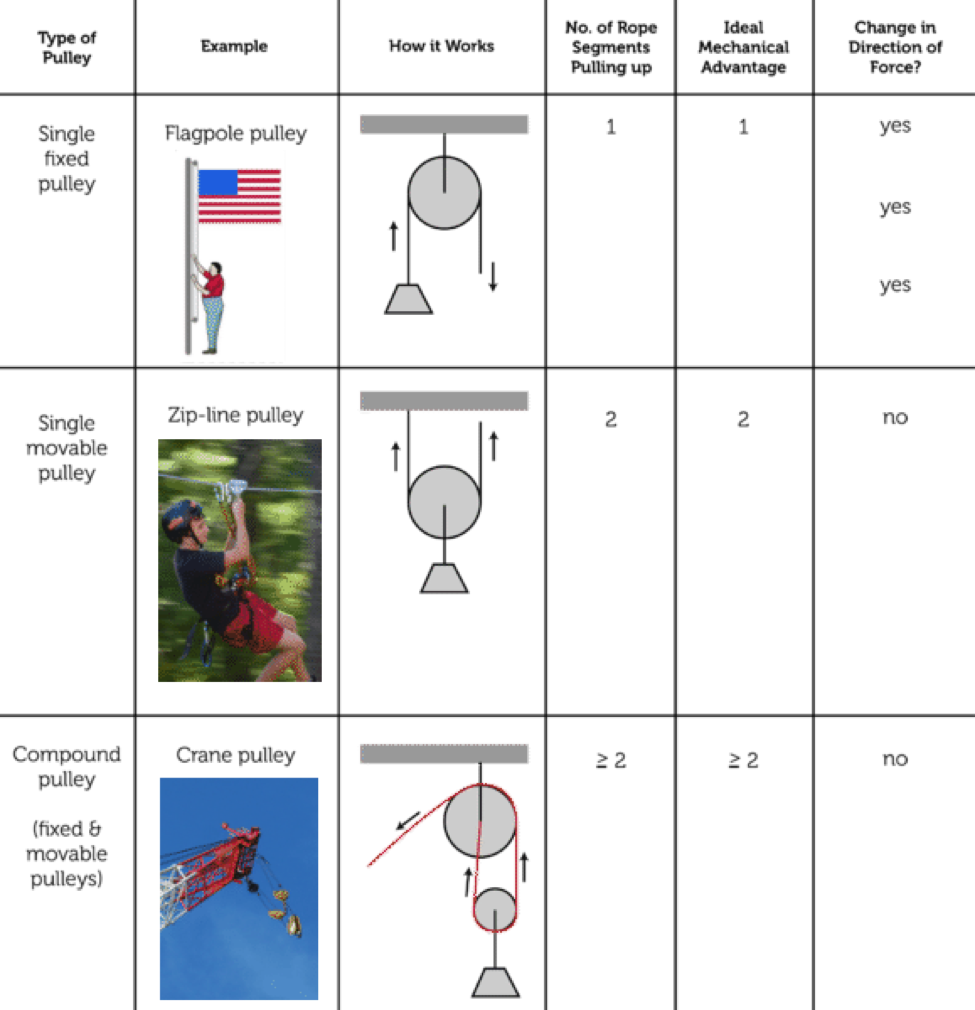 Type of
Pulley
Example
How it Works
No. of Rope
Segments
Pulling up
Ideal
Mechanical
Advantage
Change in
Direction of
Force?
Single
fixed
pulley
Flagpole pulley
1
1
yes
yes
yes
Single
movable
pulley
Zip-line pulley
2
2
no
Compound
pulley
(fixed &
movable
pulleys)
Crane pulley
≥ 2
≥ 2
no